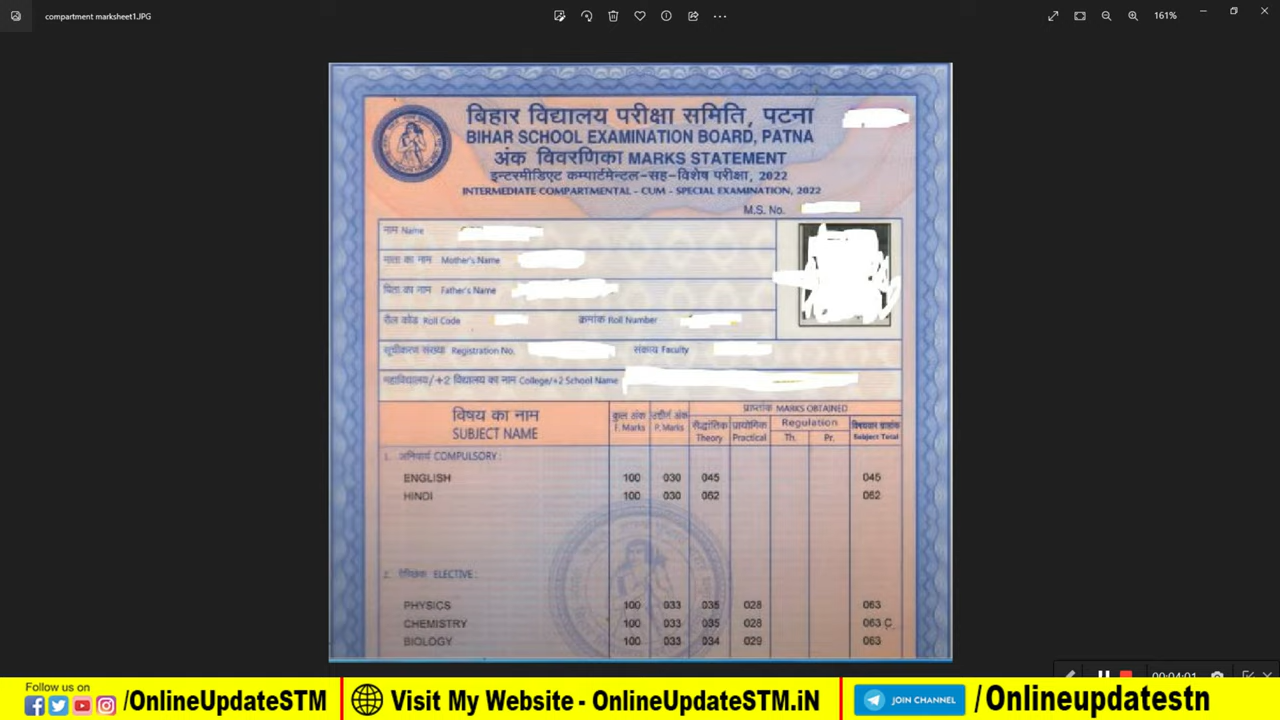 compartment marksheet1.JPG
161%
बिहार विद्यालय परीक्षा समिति, पटना
BIHAR SCHOOL EXAMINATION BOARD, PATNA
अंक विवरणिका MARKS STATEMENT
इन्टरमीडिएट कम्पार्टमेन्टल-सह-विशेष परीक्षा, 2022
INTERMEDIATE COMPARTMENTAL - CUM - SPECIAL EXAMINATION, 2022
M.S. No.
नाम Name
माता का नाम Mother's Name
पिता का नाम Father's Name
रौल कोड Roll Code क्रमांक Roll Number
सूचीकरण संख्या Registration No. संकाय Faculty
महाविद्यालय/+2 विद्यालय का नाम College/+2 School Name
विषय का नाम कुल अंक उत्तीर्ण अंक प्राप्तांक MARKS OBTAINED
SUBJECT NAME F. Marks P. Marks सैद्धांतिक Theory प्रायोगिक Practical Regulation Th. Pr. विषयवार प्राप्तांक Subject Total
1. अनिवार्य COMPULSORY :
ENGLISH 100 030 045 045
HINDI 100 030 062 062
2. ऐच्छिक ELECTIVE :
PHYSICS 100 033 035 028 063
CHEMISTRY 100 033 035 028 063 C
BIOLOGY 100 033 034 029 063
00:04:01
Follow us on
/OnlineUpdateSTM
Visit My Website - OnlineUpdateSTM.iN
JOIN CHANNEL
/Onlineupdatestn